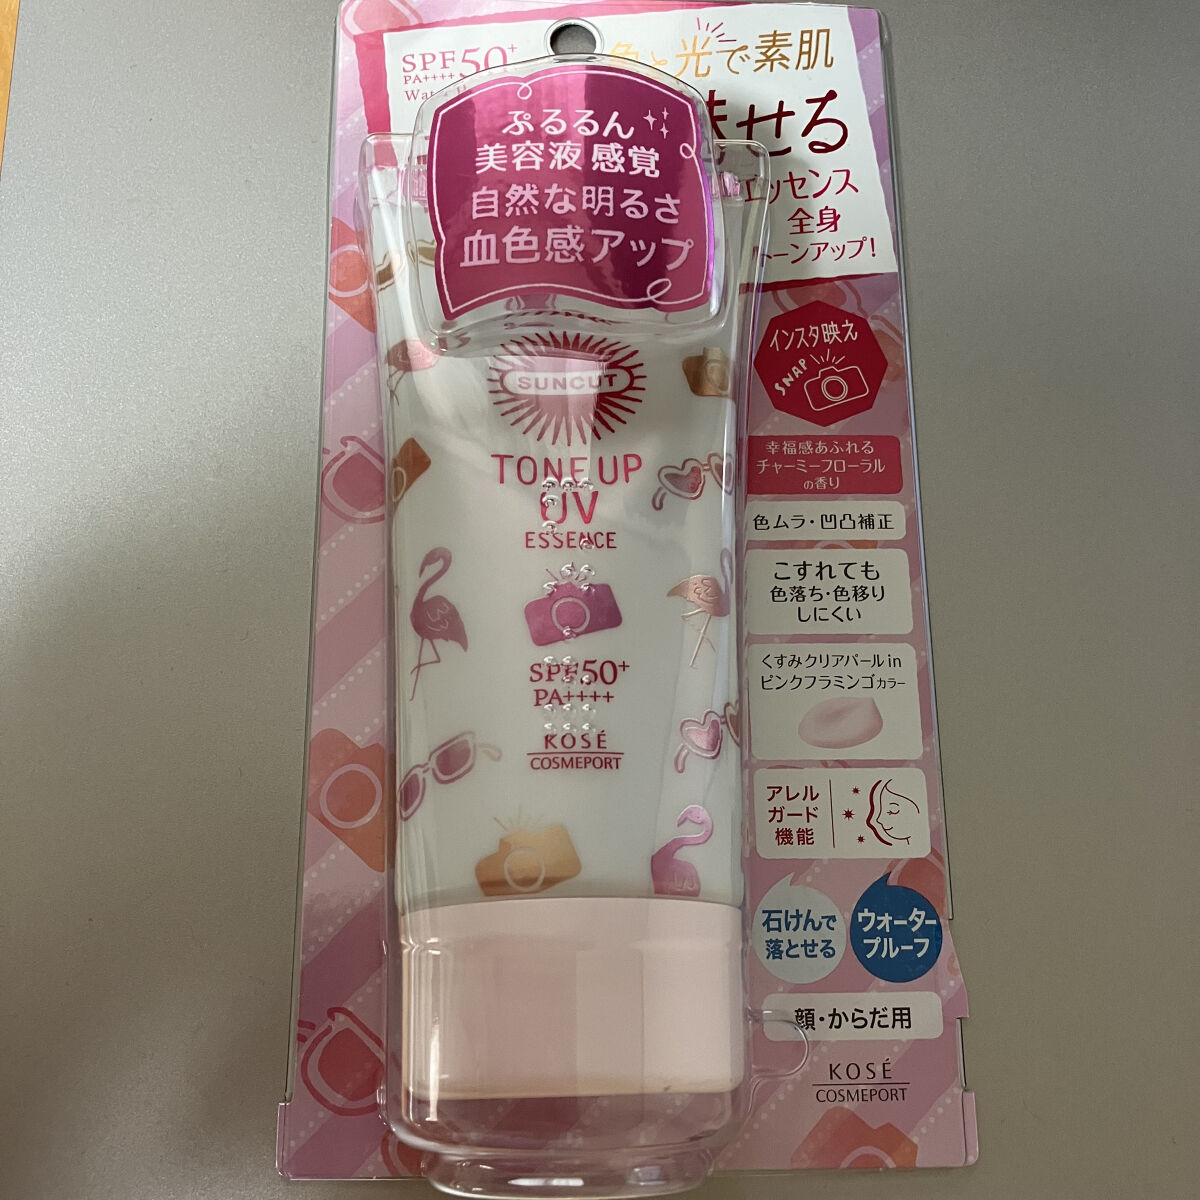 SPF50+
PA++++
と光で素肌
せる
エッセンス
全身
トーンアップ!
ぷるるん
美容液感覚
自然な明るさ
血色感アップ
SUNCUT
TONE UP
UV
ESSENCE
SPF50+
PA++++
KOSÉ
COSMEPORT
インスタ映え
SNAP
幸福感あふれる
チャーミーフローラル
の香り
色ムラ・凹凸補正
こすれても
色落ち・色移り
しにくい
くすみクリアパール in
ピンクフラミンゴカラー
アレル
ガード
機能
石けんで
落とせる
ウォーター
プルーフ
顔・からだ用
KOSÉ
COSMEPORT